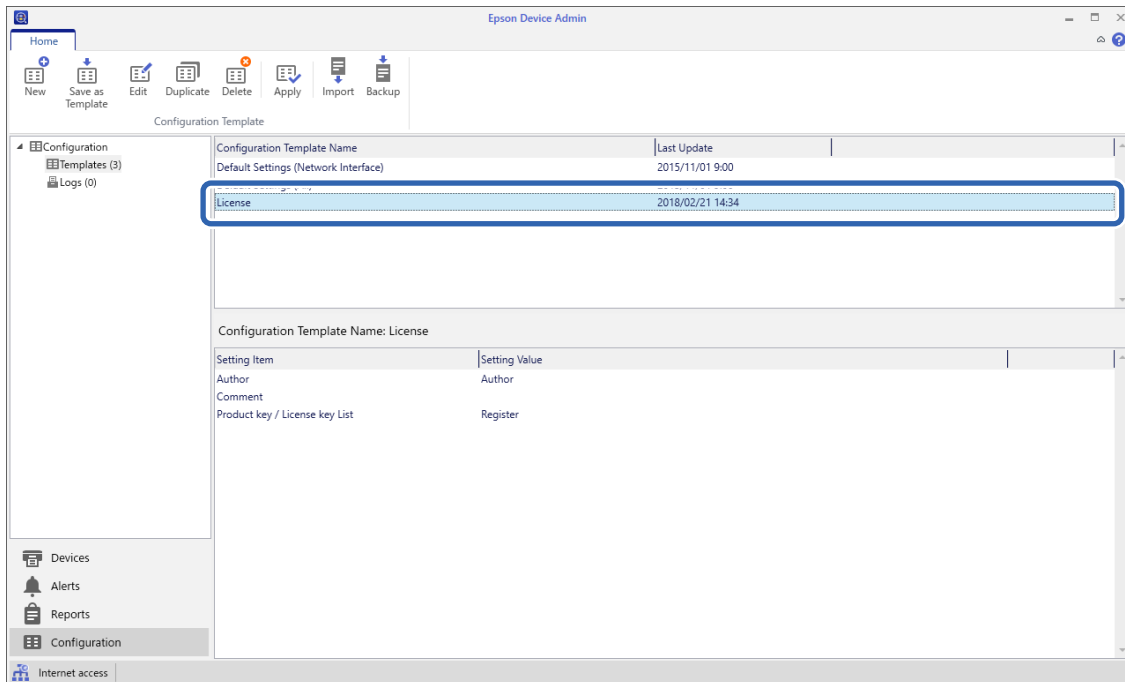 Epson Device Admin
Home
New Save as Template Edit Duplicate Delete Apply Import Backup
Configuration Template
Configuration
Templates (3)
Logs (0)
Configuration Template Name Last Update
Default Settings (Network Interface) 2015/11/01 9:00
License 2018/02/21 14:34
Configuration Template Name: License
Setting Item Setting Value
Author Author
Comment
Product key / License key List Register
Devices
Alerts
Reports
Configuration
Internet access